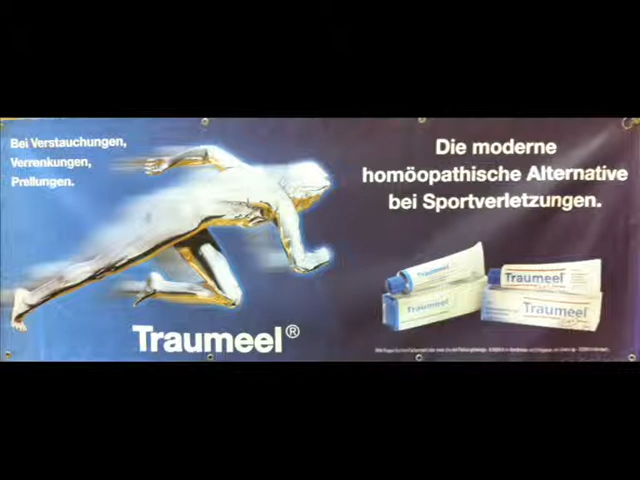 Bei Verstauchungen,
Verrenkungen,
Prellungen.
Die moderne
homöopathische Alternative
bei Sportverletzungen.
Traumeel
Traumeel
Traumeel
Traumeel
Traumeel®